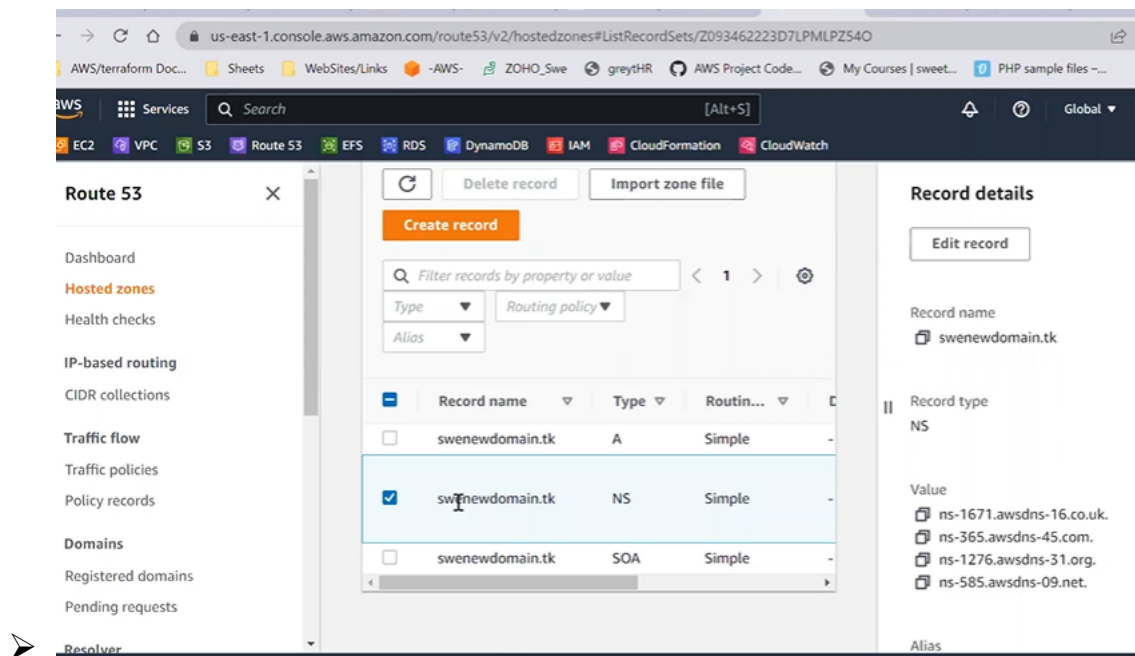 us-east-1.console.aws.amazon.com/route53/v2/hostedzones#ListRecordSets/Z093462223D7LPMLPZ54O
AWS/terraform Doc... Sheets WebSites/Links -AWS- ZOHO_Swe greytHR AWS Project Code... My Courses | sweet... PHP sample files –...
aws Services Search [Alt+S] Global
EC2 VPC S3 Route 53 EFS RDS DynamoDB IAM CloudFormation CloudWatch
Route 53
Dashboard
Hosted zones
Health checks
IP-based routing
CIDR collections
Traffic flow
Traffic policies
Policy records
Domains
Registered domains
Pending requests
Resolver
Delete record Import zone file
Create record
Filter records by property or value 1
Type Routing policy
Alias
Record name Type Routin... D
swenewdomain.tk A Simple -
swenewdomain.tk NS Simple -
swenewdomain.tk SOA Simple -
Record details
Edit record
Record name
swenewdomain.tk
Record type
NS
Value
ns-1671.awsdns-16.co.uk.
ns-365.awsdns-45.com.
ns-1276.awsdns-31.org.
ns-585.awsdns-09.net.
Alias